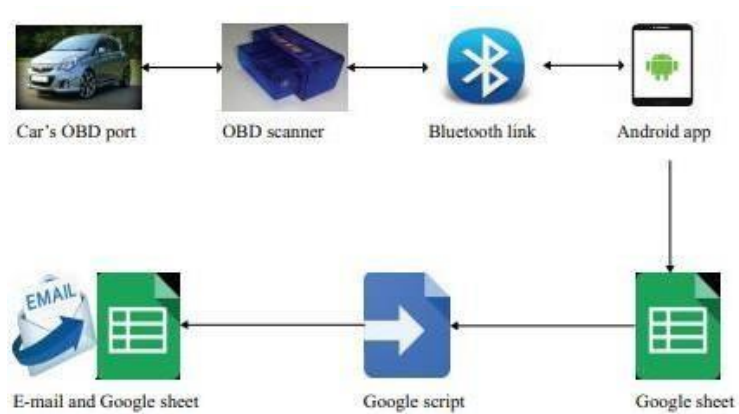 Car's OBD port
OBD scanner
Bluetooth link
Android app
EMAIL
E-mail and Google sheet
Google script
Google sheet